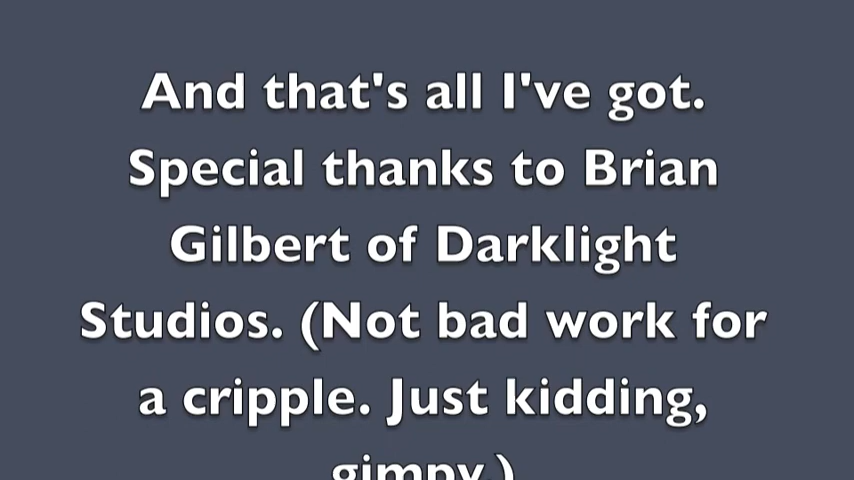 And that's all I've got.
Special thanks to Brian
Gilbert of Darklight
Studios. (Not bad work for
a cripple. Just kidding,
gimpy.)